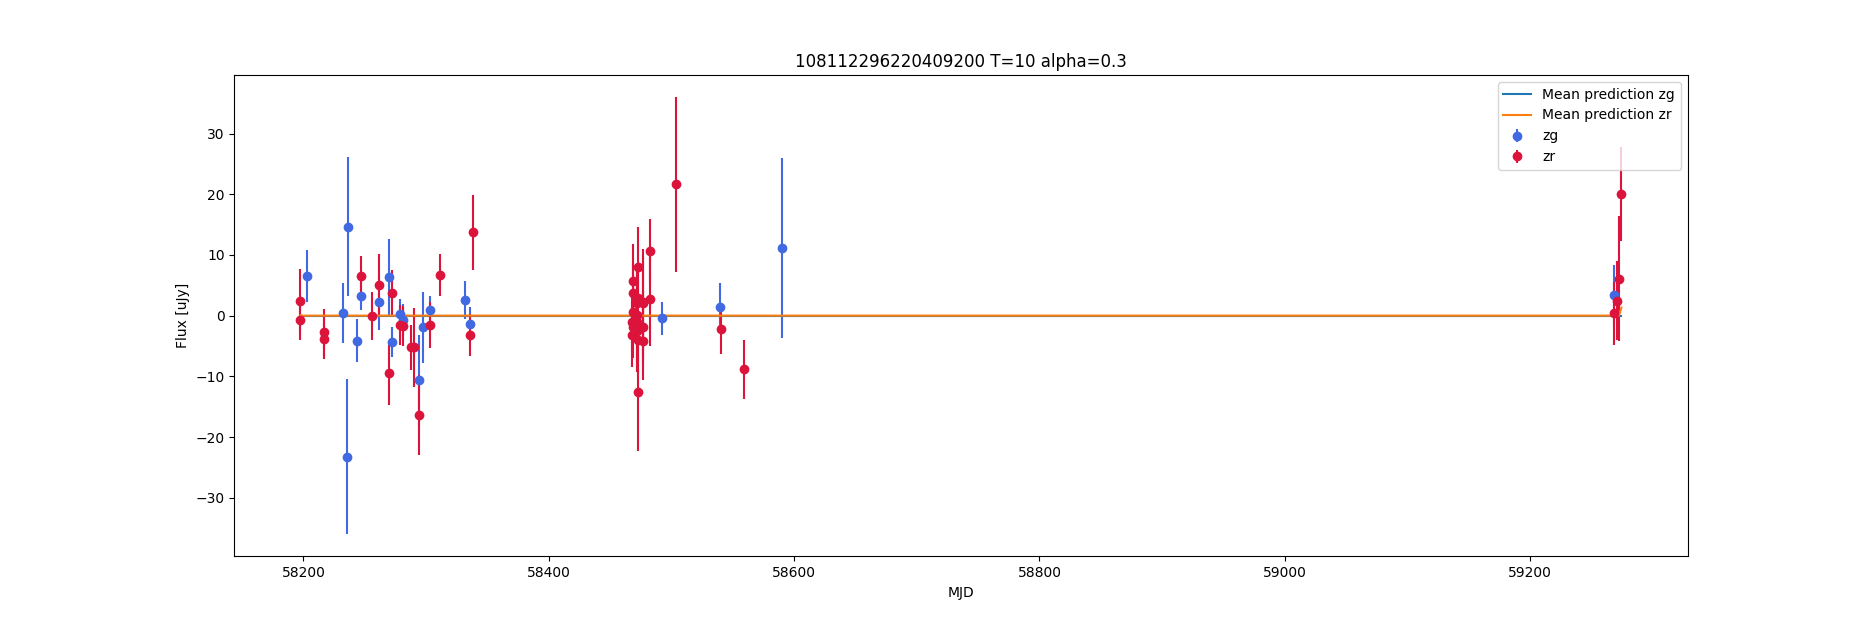 108112296220409200 T=10 alpha=0.3
Mean prediction zg
Mean prediction zr
zg
zr
Flux [uJy]
30
20
10
0
−10
−20
−30
58200
58400
58600
58800
59000
59200
MJD